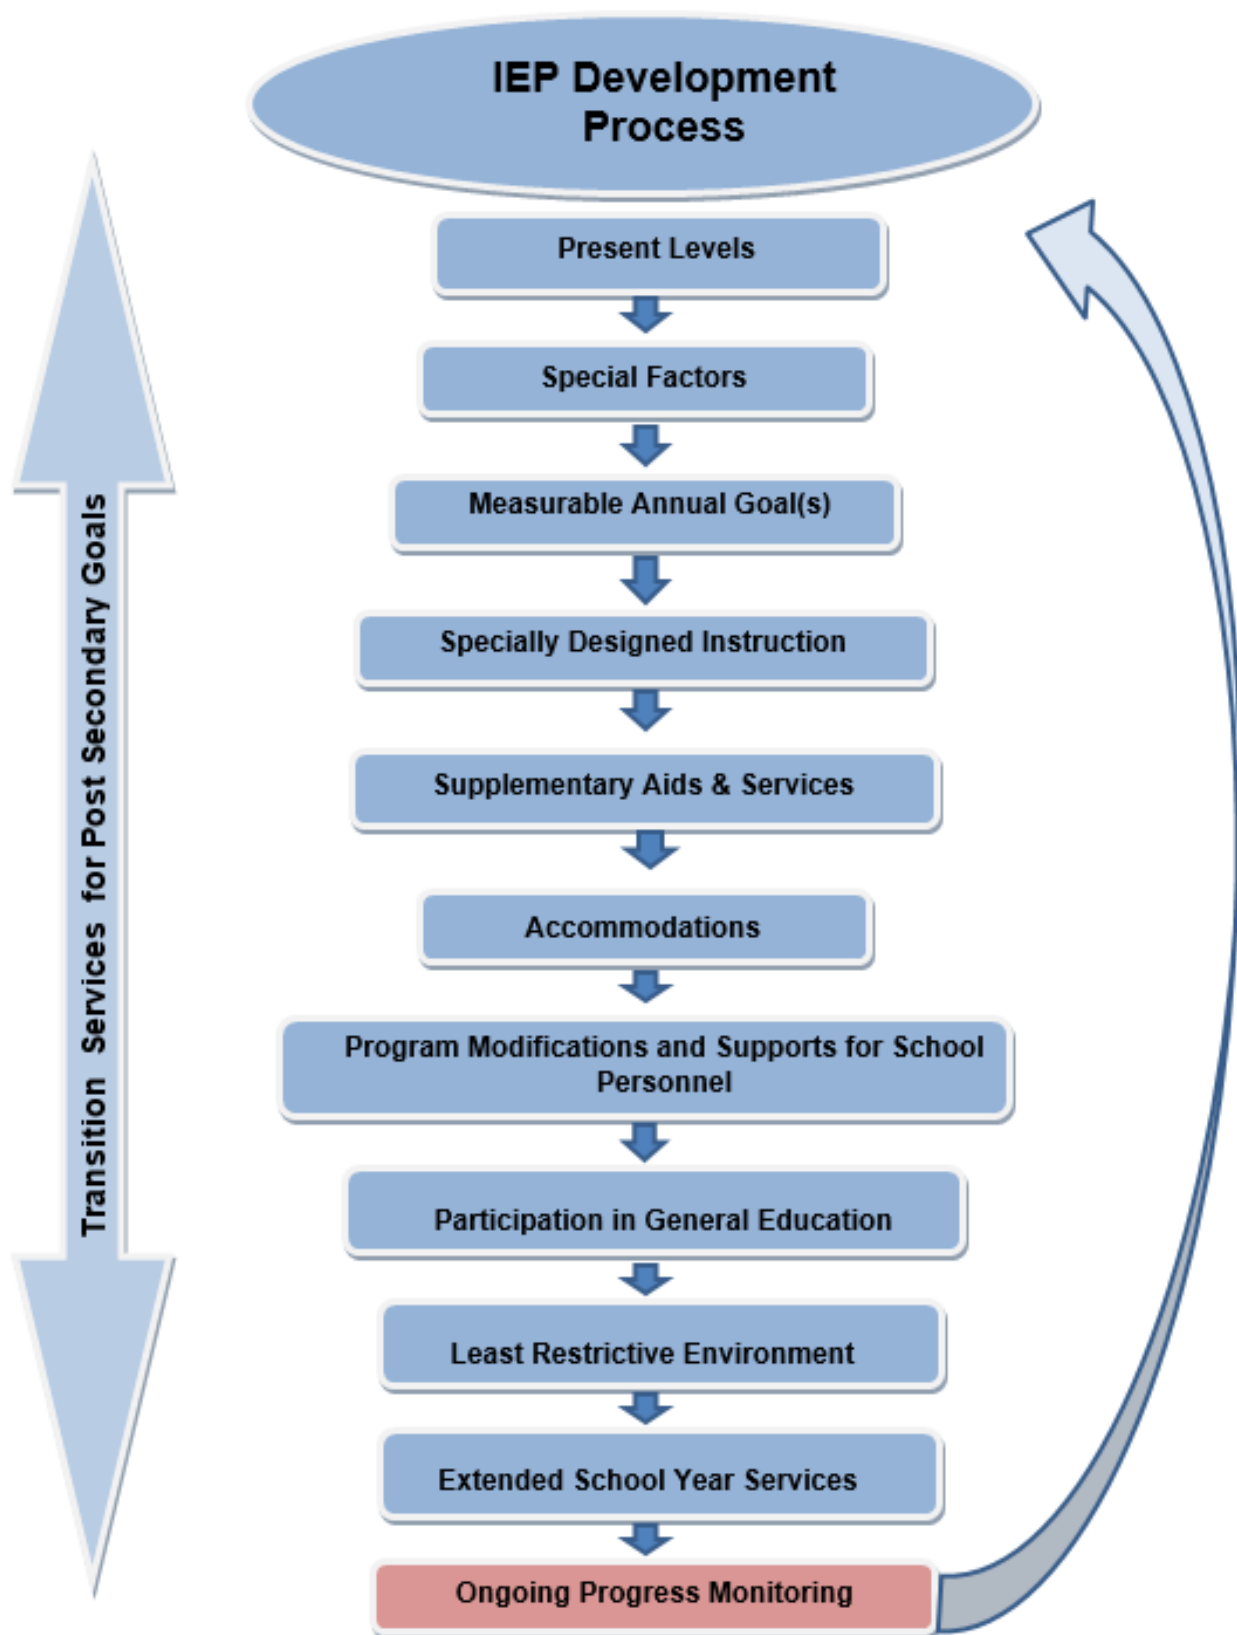 IEP Development
Process
Present Levels
Special Factors
Measurable Annual Goal(s)
Specially Designed Instruction
Supplementary Aids & Services
Accommodations
Program Modifications and Supports for School
Personnel
Participation in General Education
Least Restrictive Environment
Extended School Year Services
Ongoing Progress Monitoring
Transition Services for Post Secondary Goals